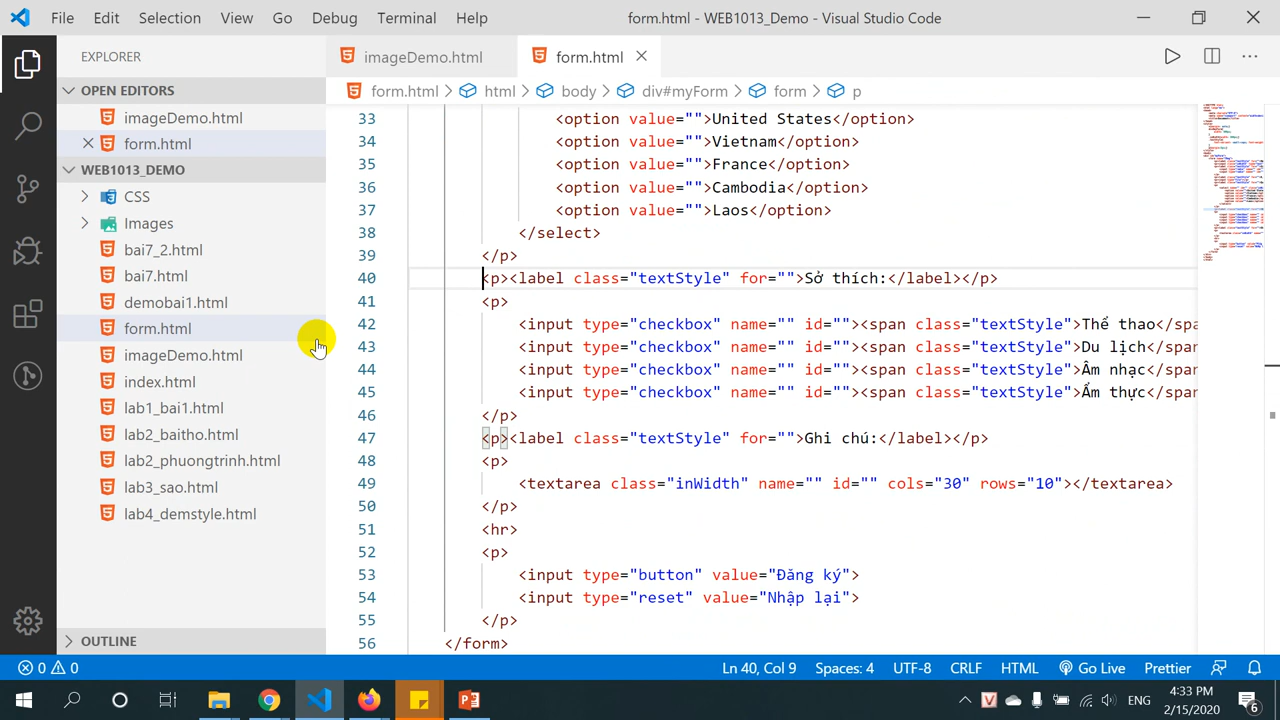 File Edit Selection View Go Debug Terminal Help form.html - WEB1013_Demo - Visual Studio Code
EXPLORER
OPEN EDITORS
imageDemo.html
form.html
WEB1013_DEMO
CSS
Images
bai7_2.html
bai7.html
demobai1.html
form.html
imageDemo.html
index.html
lab1_bai1.html
lab2_baitho.html
lab2_phuongtrinh.html
lab3_sao.html
lab4_demstyle.html
OUTLINE
imageDemo.html form.html
form.html > html > body > div#myForm > form > p
33 <option value="">United States</option>
34 <option value="">Vietnam</option>
35 <option value="">France</option>
36 <option value="">Cambodia</option>
37 <option value="">Laos</option>
38 </select>
39 </p>
40 <p><label class="textStyle" for="">Sở thích:</label></p>
41 <p>
42 <input type="checkbox" name="" id=""><span class="textStyle">Thể thao</spa
43 <input type="checkbox" name="" id=""><span class="textStyle">Du lịch</span
44 <input type="checkbox" name="" id=""><span class="textStyle">Âm nhạc</span
45 <input type="checkbox" name="" id=""><span class="textStyle">Ẩm thực</span
46 </p>
47 <p><label class="textStyle" for="">Ghi chú:</label></p>
48 <p>
49 <textarea class="inWidth" name="" id="" cols="30" rows="10"></textarea>
50 </p>
51 <hr>
52 <p>
53 <input type="button" value="Đăng ký">
54 <input type="reset" value="Nhập lại">
55 </p>
56 </form>
0 0 Ln 40, Col 9 Spaces: 4 UTF-8 CRLF HTML Go Live Prettier
ENG 4:33 PM
2/15/2020 6